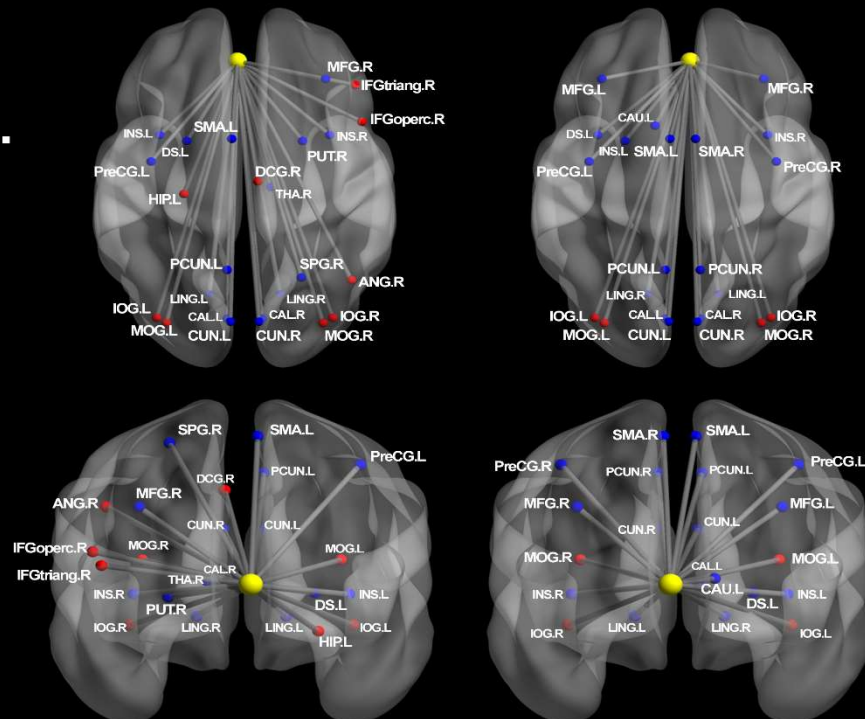 MFG.R
IFGtriang.R
IFGoperc.R
INS.L
SMA.L
INS.R
DS.L
PUT.R
PreCG.L
DCG.R
THA.R
HIP.L
PCUN.L
SPG.R
ANG.R
LING.L
LING.R
IOG.L
CAL.L
CAL.R
IOG.R
MOG.L
CUN.L
CUN.R
MOG.R
MFG.L
MFG.R
CAU.L
DS.L
INS.R
INS.L
SMA.L
SMA.R
PreCG.L
PreCG.R
PCUN.L
PCUN.R
LING.R
LING.L
IOG.L
CAL.L
CAL.R
IOG.R
MOG.L
CUN.L
CUN.R
MOG.R
SPG.R
SMA.L
PreCG.L
DCG.R
PCUN.L
ANG.R
MFG.R
CUN.R
CUN.L
IFGoperc.R
MOG.R
MOG.L
IFGtriang.R
CAL.R
THA.R
INS.R
INS.L
PUT.R
DS.L
IOG.R
LING.R
LING.L
IOG.L
HIP.L
SMA.R
SMA.L
PreCG.R
PreCG.L
PCUN.R
PCUN.L
MFG.R
MFG.L
CUN.R
CUN.L
MOG.R
MOG.L
CAL.L
CAU.L
INS.R
INS.L
DS.L
IOG.R
LING.L
LING.R
IOG.L